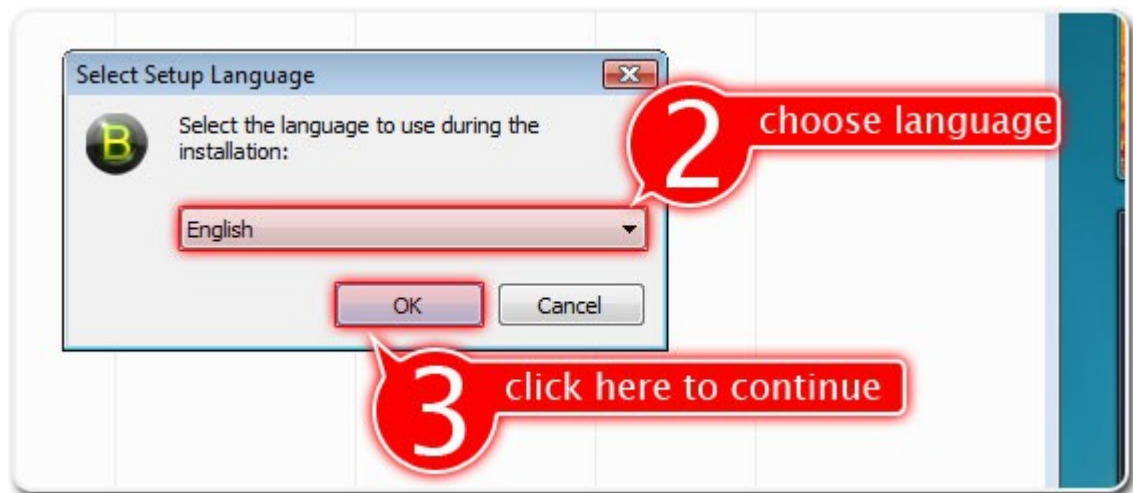 Select Setup Language
B
Select the language to use during the
installation:
2
choose language
English
OK
Cancel
3
click here to continue